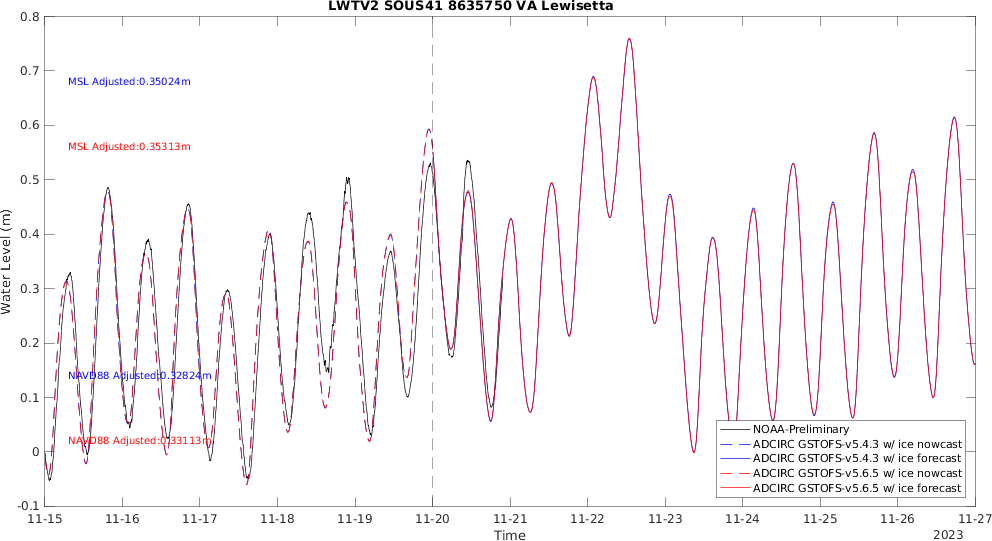 LWTV2 SOUS41 8635750 VA Lewisetta
0.8
0.7
0.6
0.5
0.4
0.3
0.2
0.1
0
-0.1
Water Level (m)
MSL Adjusted:0.35024m
MSL Adjusted:0.35313m
NAVD88 Adjusted:0.32824m
NAVD88 Adjusted:0.33113m
NOAA-Preliminary
ADCIRC GSTOFS-v5.4.3 w/ ice nowcast
ADCIRC GSTOFS-v5.4.3 w/ ice forecast
ADCIRC GSTOFS-v5.6.5 w/ ice nowcast
ADCIRC GSTOFS-v5.6.5 w/ ice forecast
11-15 11-16 11-17 11-18 11-19 11-20 11-21 11-22 11-23 11-24 11-25 11-26 11-27
Time
2023